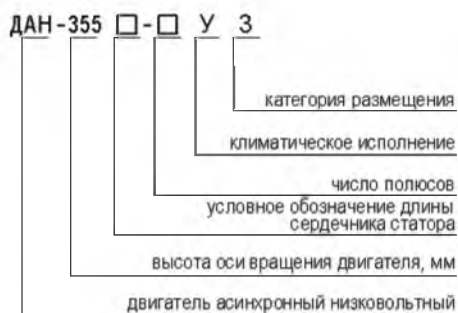 ДАН-355 □-□ У 3
категория размещения
климатическое исполнение
число полюсов
условное обозначение длины
сердечника статора
высота оси вращения двигателя, мм
двигатель асинхронный низковольтный